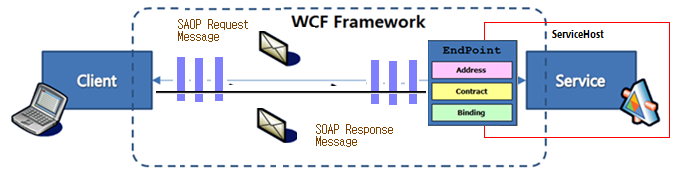 WCF Framework
SAOP Request
Message
ServiceHost
EndPoint
Address
Client
Service
Contract
Binding
SOAP Response
Message